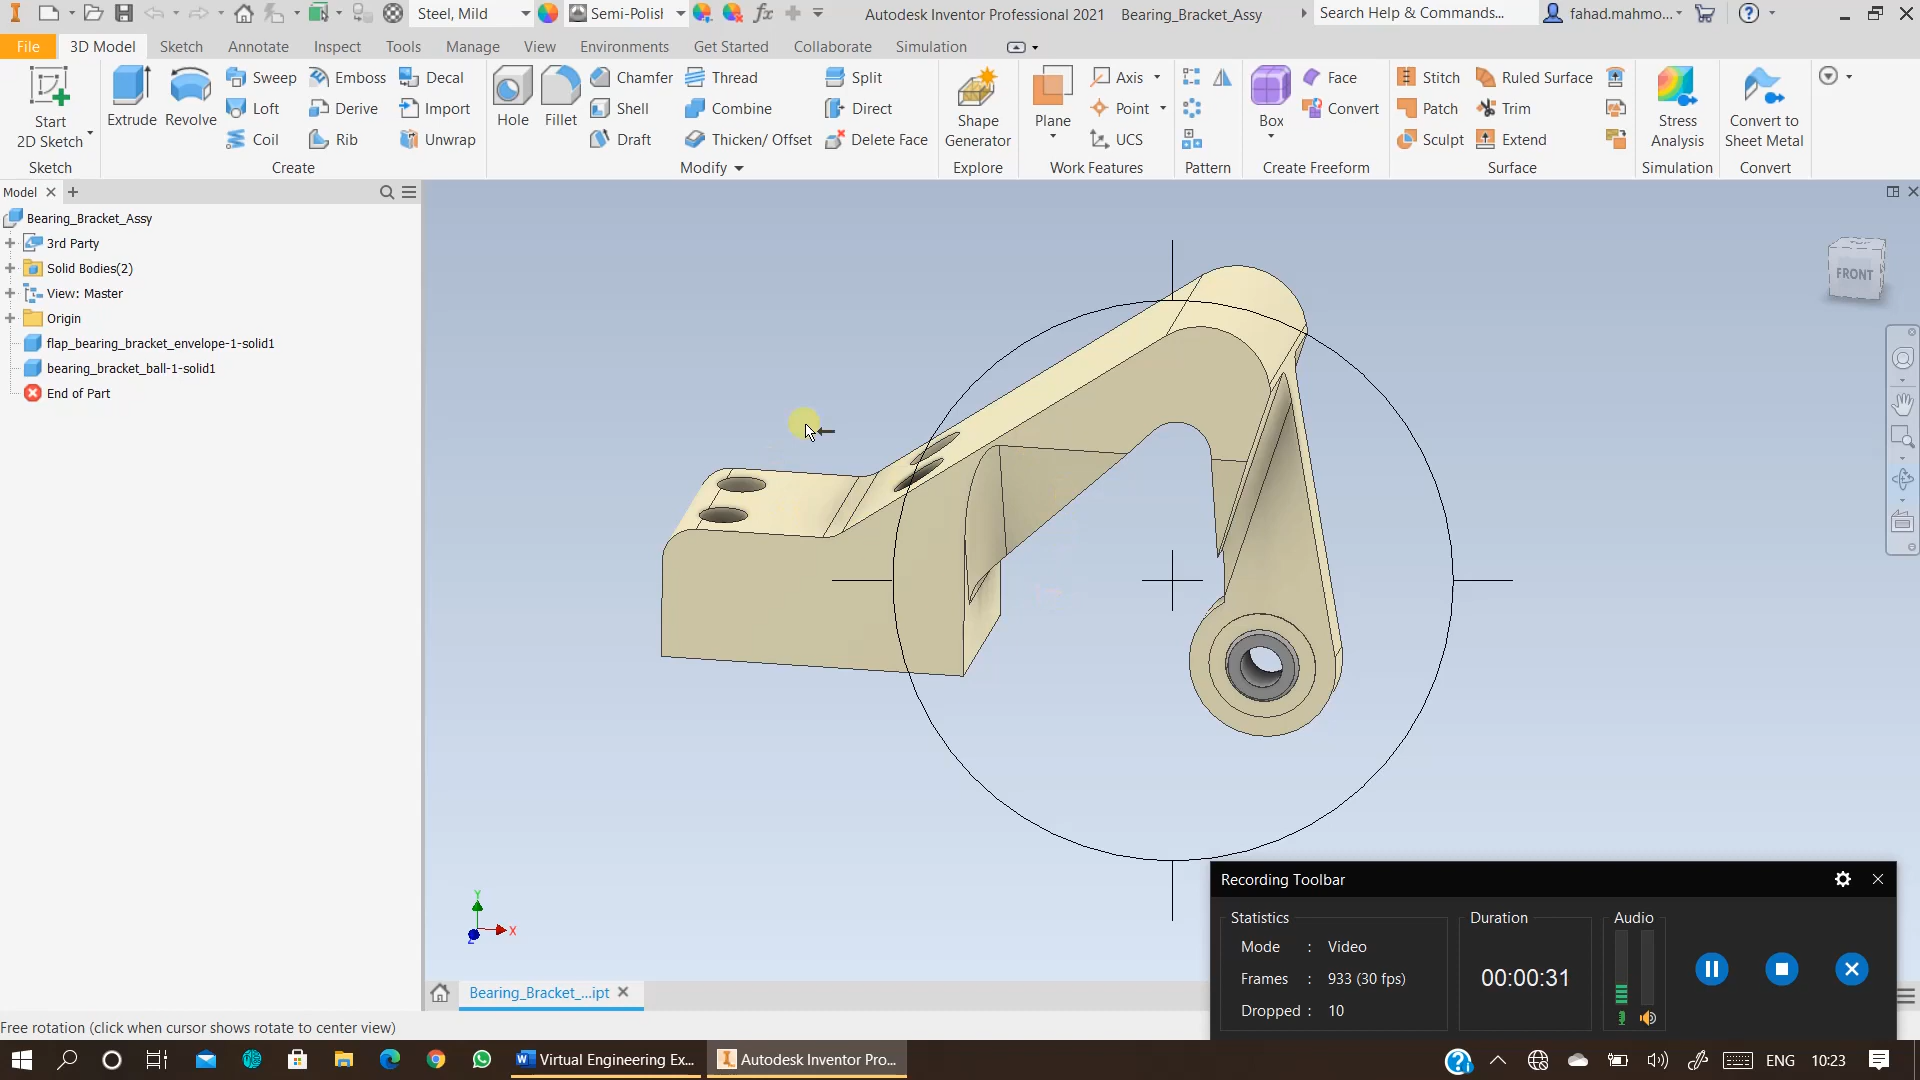 Steel, Mild
Semi-Polish
fx
Autodesk Inventor Professional 2021 Bearing_Bracket_Assy
Search Help & Commands...
fahad.mahmo...
File
3D Model
Sketch
Annotate
Inspect
Tools
Manage
View
Environments
Get Started
Collaborate
Simulation
Start
2D Sketch
Sketch
Extrude
Revolve
Sweep
Loft
Coil
Emboss
Derive
Rib
Decal
Import
Unwrap
Create
Hole
Fillet
Chamfer
Shell
Draft
Thread
Combine
Thicken/ Offset
Split
Direct
Delete Face
Modify
Shape
Generator
Explore
Plane
Axis
Point
UCS
Work Features
Pattern
Box
Face
Convert
Create Freeform
Stitch
Patch
Sculpt
Ruled Surface
Trim
Extend
Surface
Stress
Analysis
Simulation
Convert to
Sheet Metal
Convert
Model
Bearing_Bracket_Assy
3rd Party
Solid Bodies(2)
View: Master
Origin
flap_bearing_bracket_envelope-1-solid1
bearing_bracket_ball-1-solid1
End of Part
FRONT
Y
X
Z
Bearing_Bracket_...ipt
Free rotation (click when cursor shows rotate to center view)
Recording Toolbar
Statistics
Mode : Video
Frames : 933 (30 fps)
Dropped : 10
Duration
00:00:31
Audio
Virtual Engineering Ex...
Autodesk Inventor Pro...
ENG
10:23